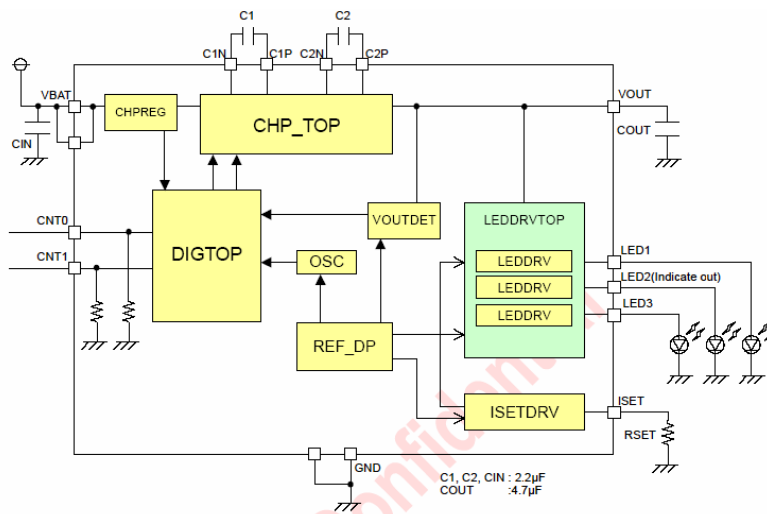 C1
C2
C1N
C1P
C2N
C2P
VBAT
CHPREG
CHP_TOP
VOUT
CIN
COUT
CNT0
CNT1
DIGTOP
VOUTDET
LEDDRVTOP
OSC
LEDDRV
LEDDRV
LEDDRV
LED1
LED2(Indicate out)
LED3
REF_DP
ISETDRV
ISET
RSET
GND
C1, C2, CIN : 2.2µF
COUT :4.7µF
Confidential